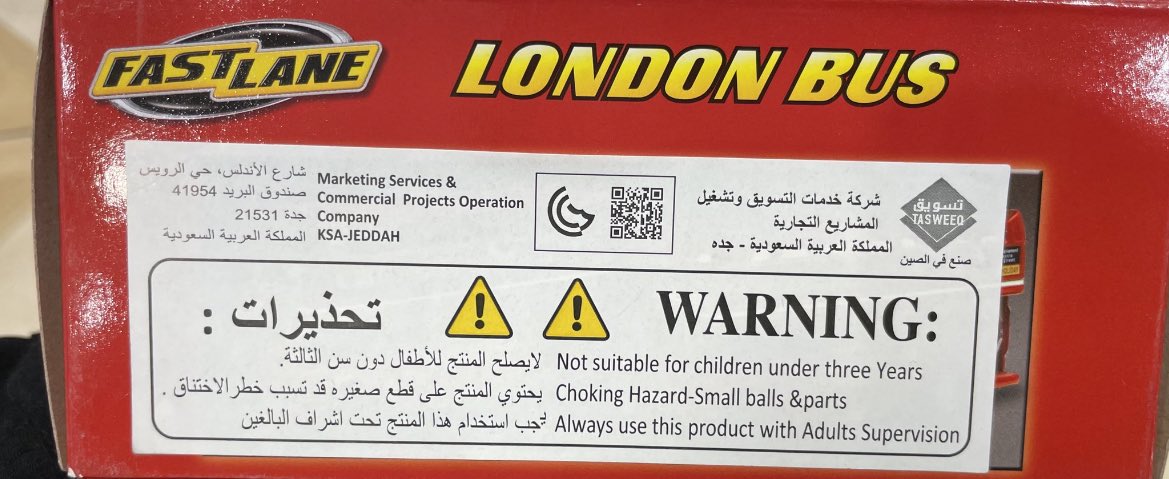 FAST LANE
LONDON BUS
شارع الأندلس، حي الرويس
صندوق البريد 41954
جدة 21531
المملكة العربية السعودية
Marketing Services &
Commercial Projects Operation
Company
KSA-JEDDAH
شركة خدمات التسويق وتشغيل
المشاريع التجارية
المملكة العربية السعودية - جده
تسويق
TASWEEQ
صنع في الصين
تحذيرات :
WARNING:
لايصلح المنتج للأطفال دون سن الثالثة.
Not suitable for children under three Years
يحتوي المنتج على قطع صغيره قد تسبب خطر الاختناق .
Choking Hazard-Small balls &parts
يجب استخدام هذا المنتج تحت اشراف البالغين
Always use this product with Adults Supervision